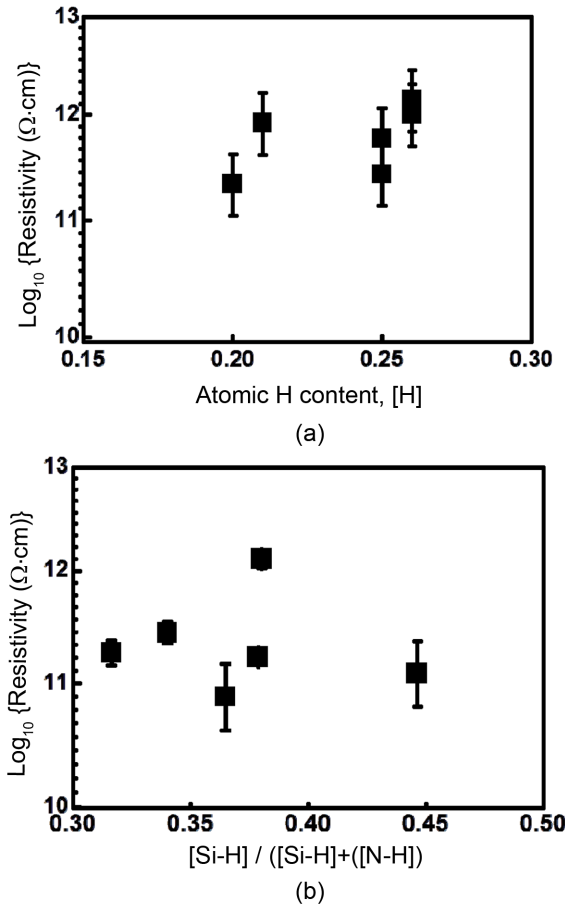 13
12
11
10
Log10 {Resistivity (Ω·cm)}
0.15 0.20 0.25 0.30
Atomic H content, [H]
(a)
13
12
11
10
Log10 {Resistivity (Ω·cm)}
0.30 0.35 0.40 0.45 0.50
[Si-H] / ([Si-H]+([N-H])
(b)